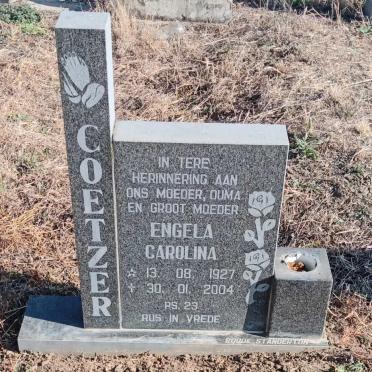 COETZER
IN TERE
HERINNERING AAN
ONS MOEDER, OUMA
EN GROOT MOEDER
ENGELA
CAROLINA
☆ 13. 08. 1927
✝ 30. 01. 2004
PS. 23
RUS IN VREDE
STANDERTON